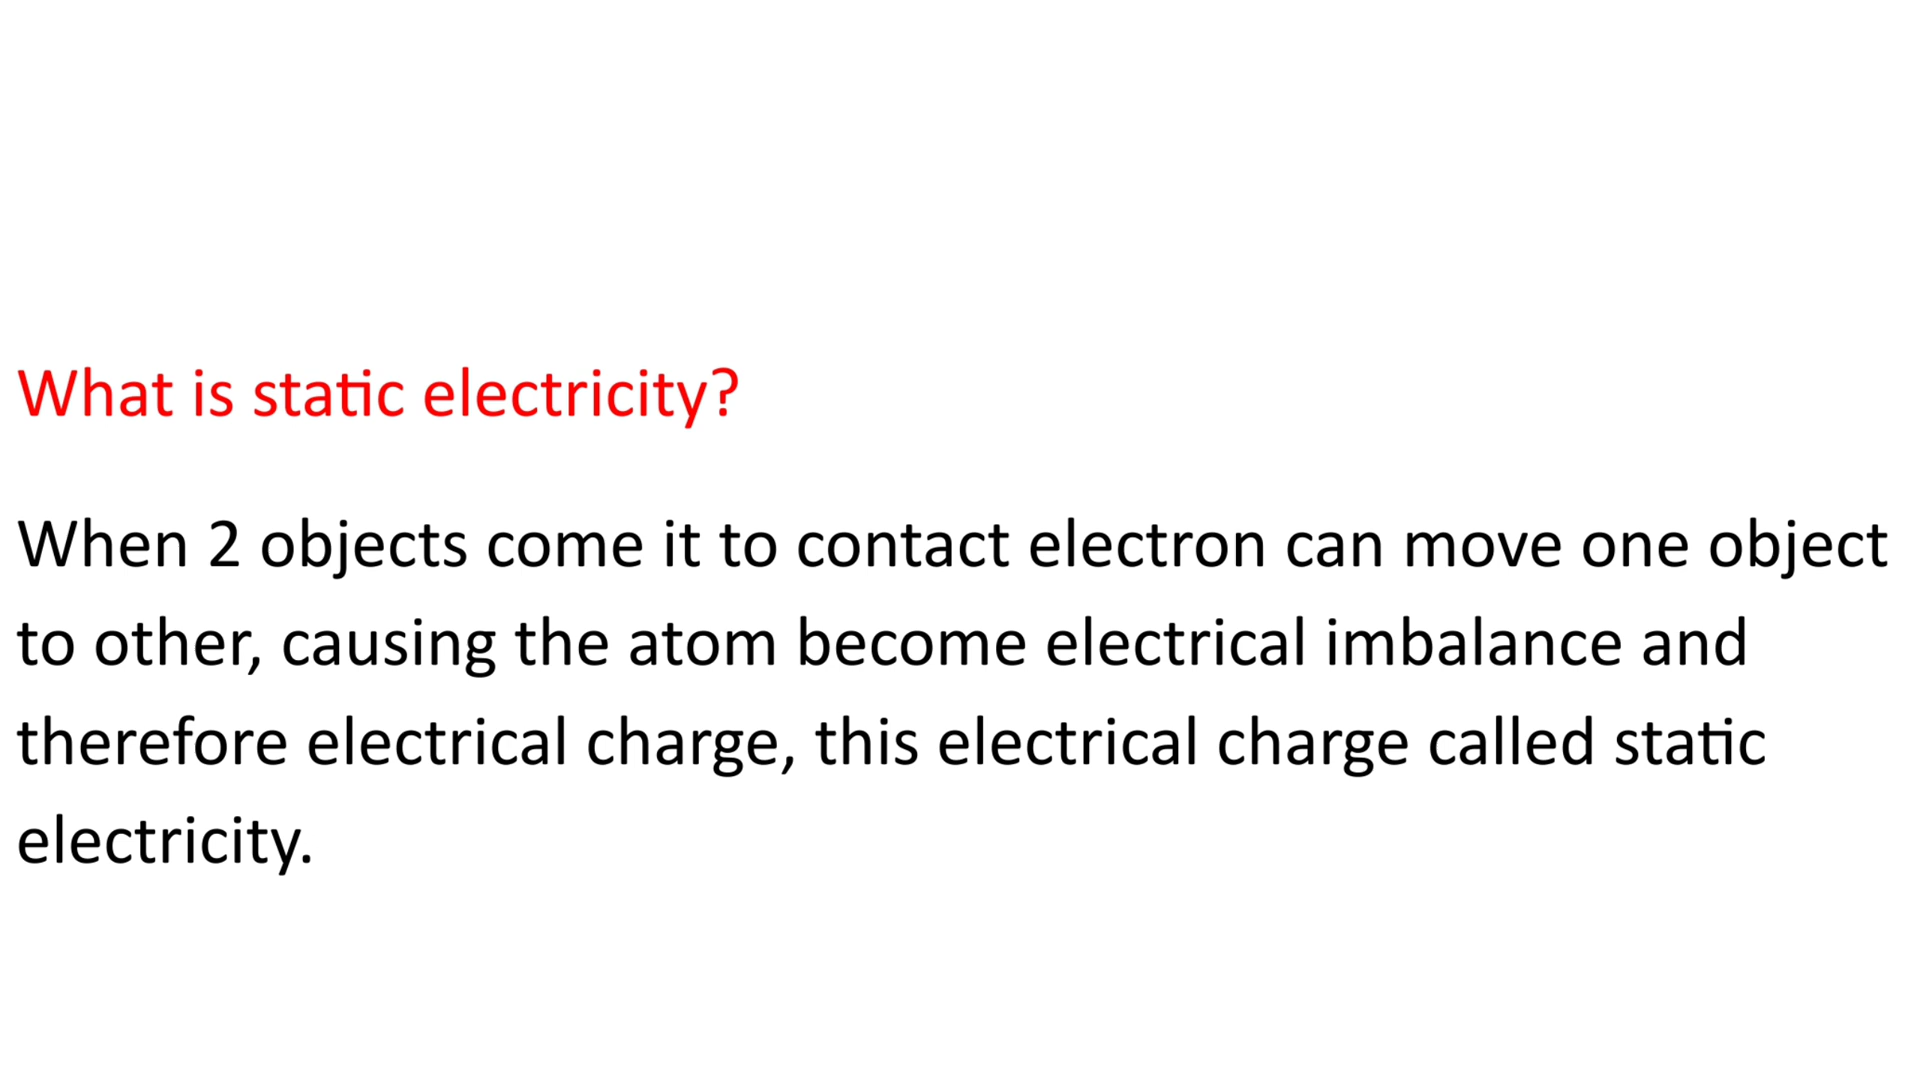 What is static electricity?
When 2 objects come it to contact electron can move one object
to other, causing the atom become electrical imbalance and
therefore electrical charge, this electrical charge called static
electricity.